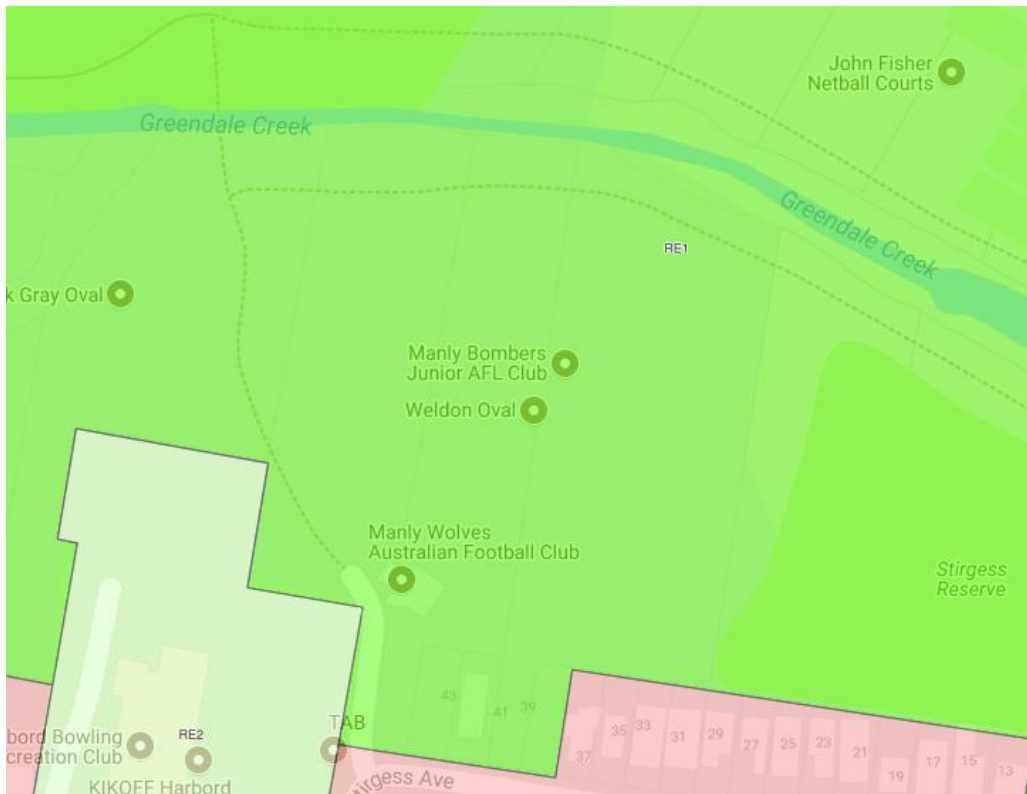 John Fisher
Netball Courts
Greendale Creek
Greendale Creek
RE1
k Gray Oval
Manly Bombers
Junior AFL Club
Weldon Oval
Manly Wolves
Australian Football Club
Stirgess
Reserve
43
41
39
37
35
33
31
29
27
25
23
21
19
17
15
13
TAB
bord Bowling
creation Club
RE2
KIKOFF Harbord
tirgess Ave